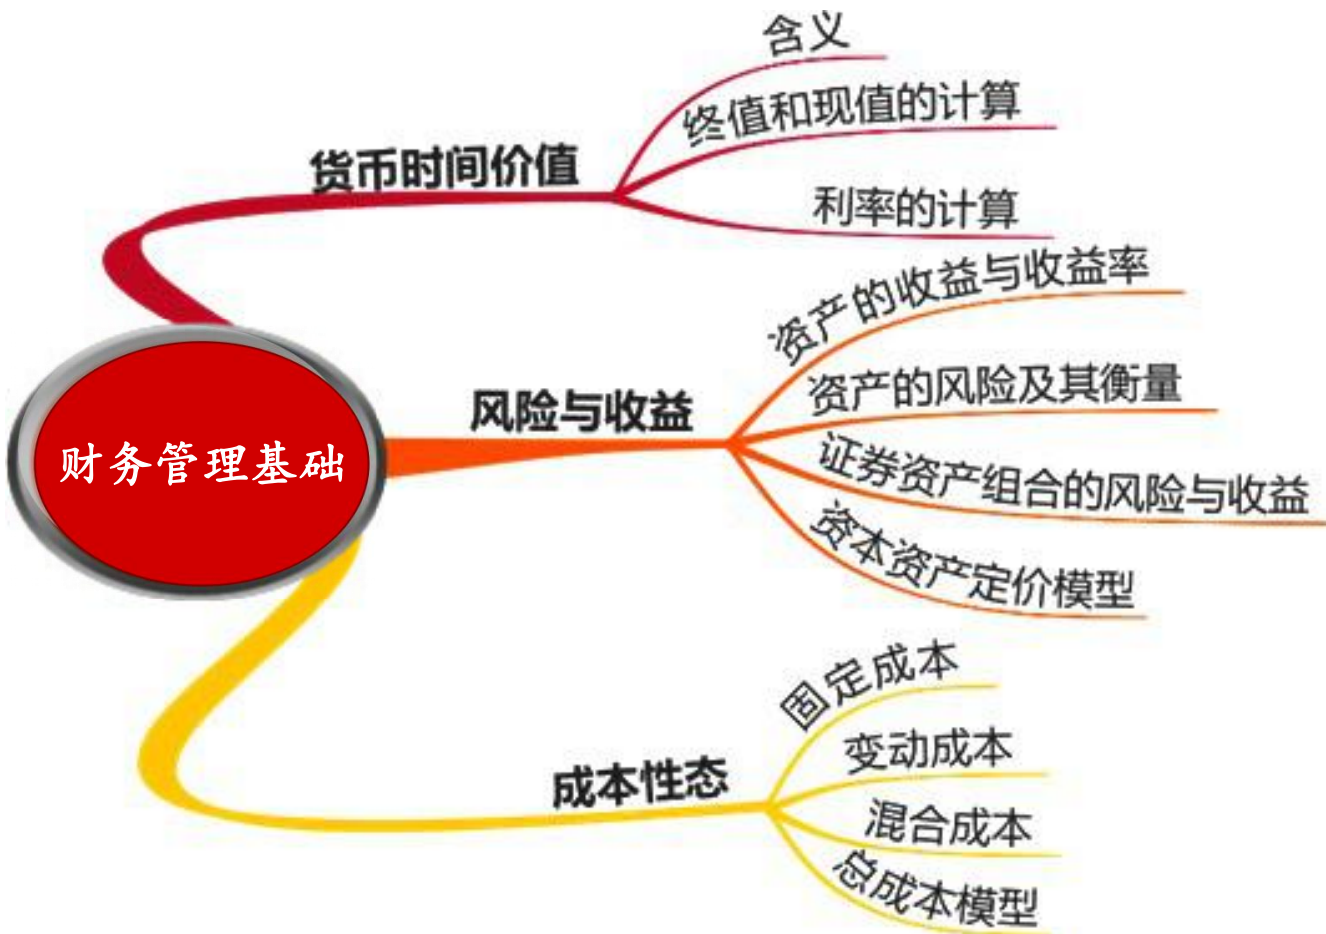 财务管理基础
货币时间价值
含义
终值和现值的计算
利率的计算
风险与收益
资产的收益与收益率
资产的风险及其衡量
证券资产组合的风险与收益
资本资产定价模型
成本性态
固定成本
变动成本
混合成本
总成本模型